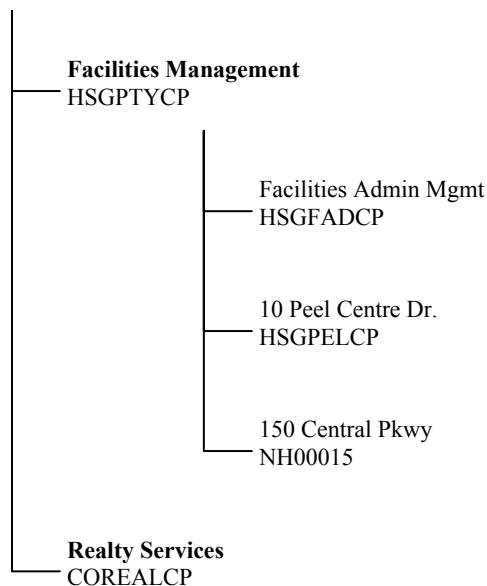 Facilities Management
HSGPTYCP
Facilities Admin Mgmt
HSGFADCP
10 Peel Centre Dr.
HSGPELCP
150 Central Pkwy
NH00015
Realty Services
COREALCP